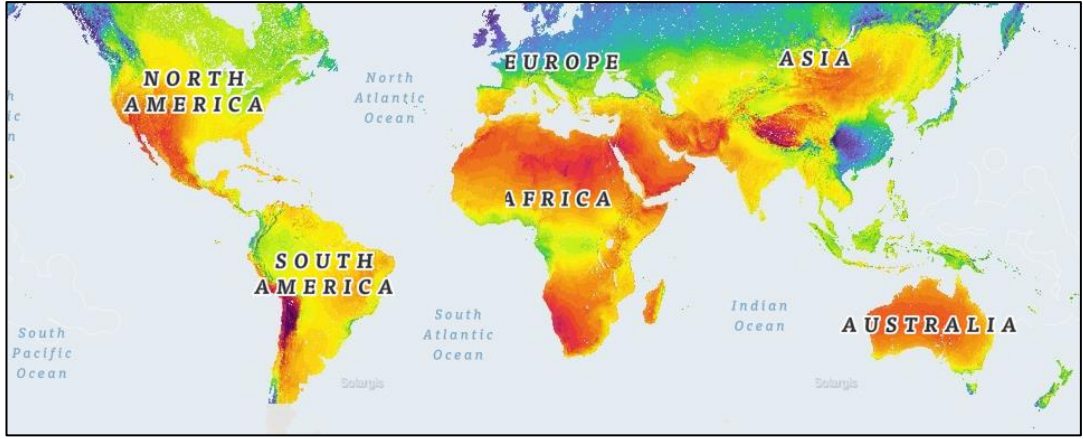 NORTH
AMERICA
North
Atlantic
Ocean
EUROPE
ASIA
AFRICA
SOUTH
AMERICA
South
Pacific
Ocean
South
Atlantic
Ocean
Indian
Ocean
AUSTRALIA
Solargis
Solargis